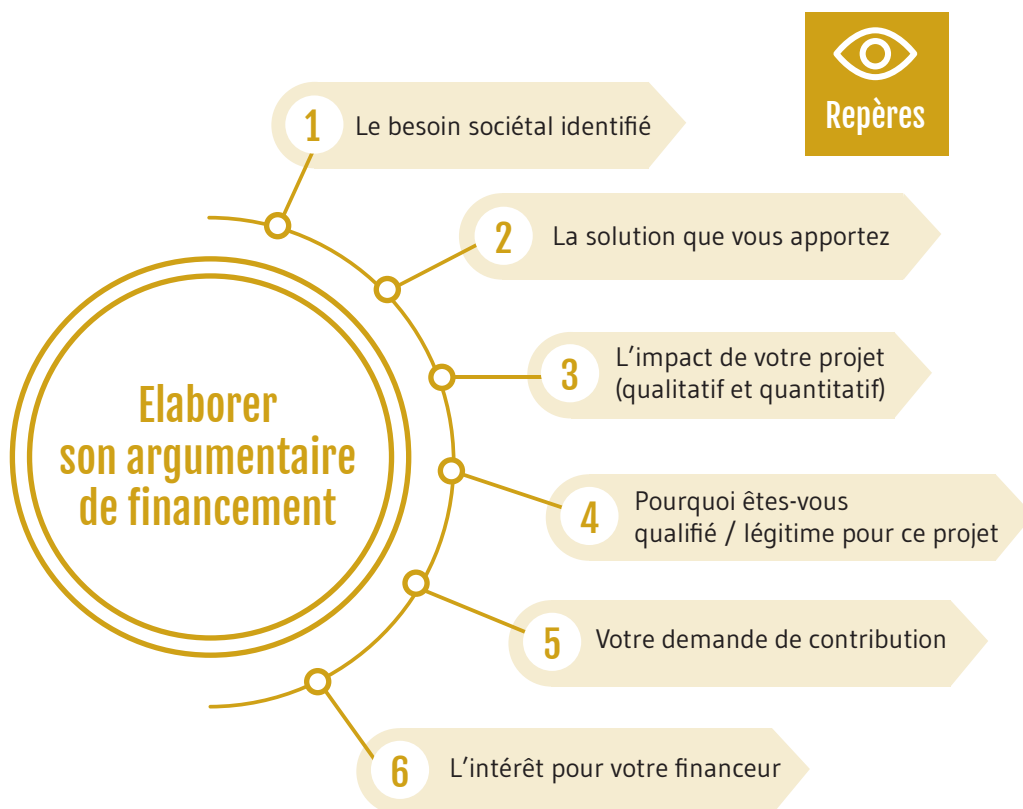 Repères
1 Le besoin sociétal identifié
2 La solution que vous apportez
3 L’impact de votre projet
(qualitatif et quantitatif)
Elaborer
son argumentaire
de financement
4 Pourquoi êtes-vous
qualifié / légitime pour ce projet
5 Votre demande de contribution
6 L’intérêt pour votre financeur